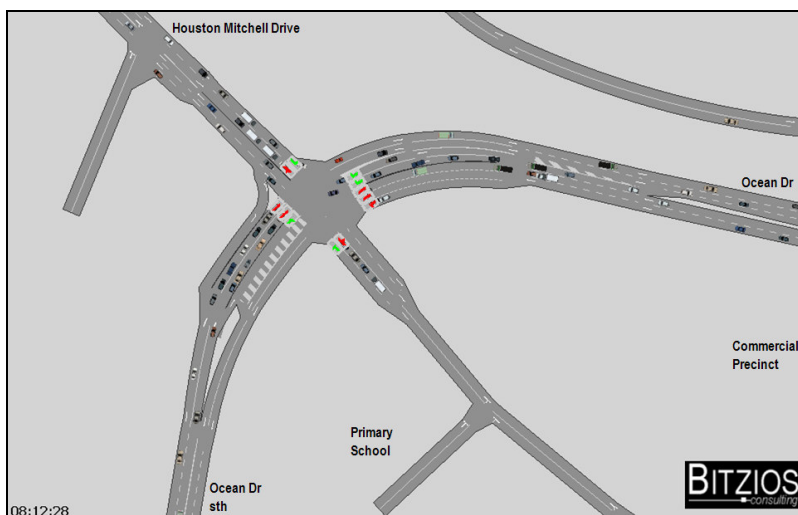 Houston Mitchell Drive
Ocean Dr
Commercial
Precinct
Primary
School
Ocean Dr
sth
08:12:28
BITZIOS
consulting